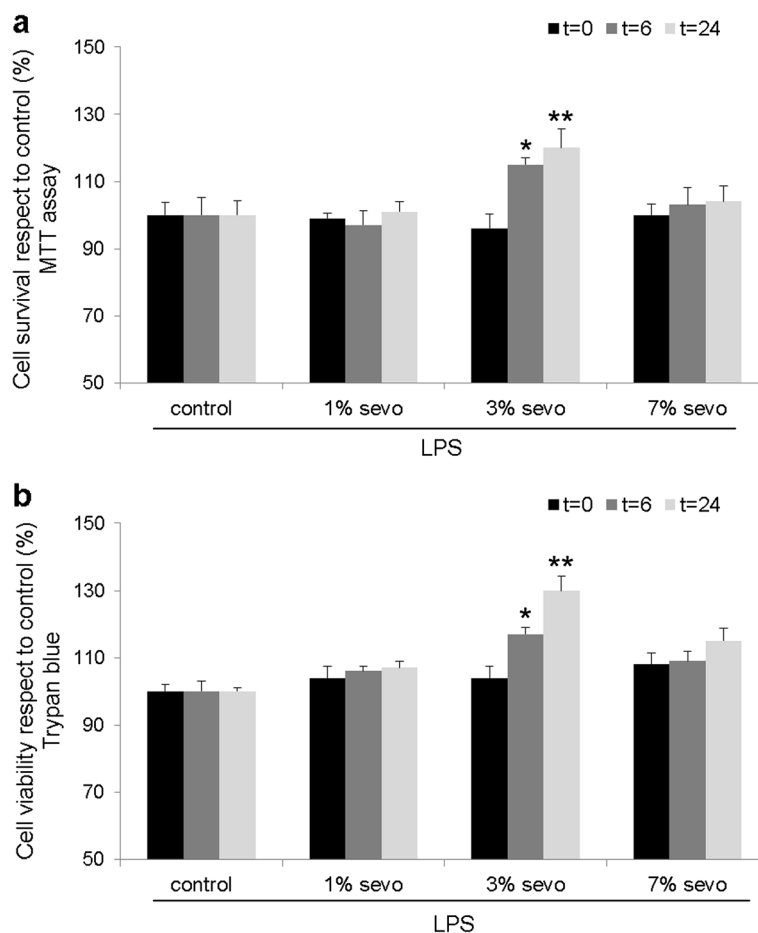 a
t=0 t=6 t=24
Cell survival respect to control (%)
MTT assay
150
130
110
90
70
50
* **
control 1% sevo 3% sevo 7% sevo
LPS
b
t=0 t=6 t=24
Cell viability respect to control (%)
Trypan blue
150
130
110
90
70
50
* **
control 1% sevo 3% sevo 7% sevo
LPS